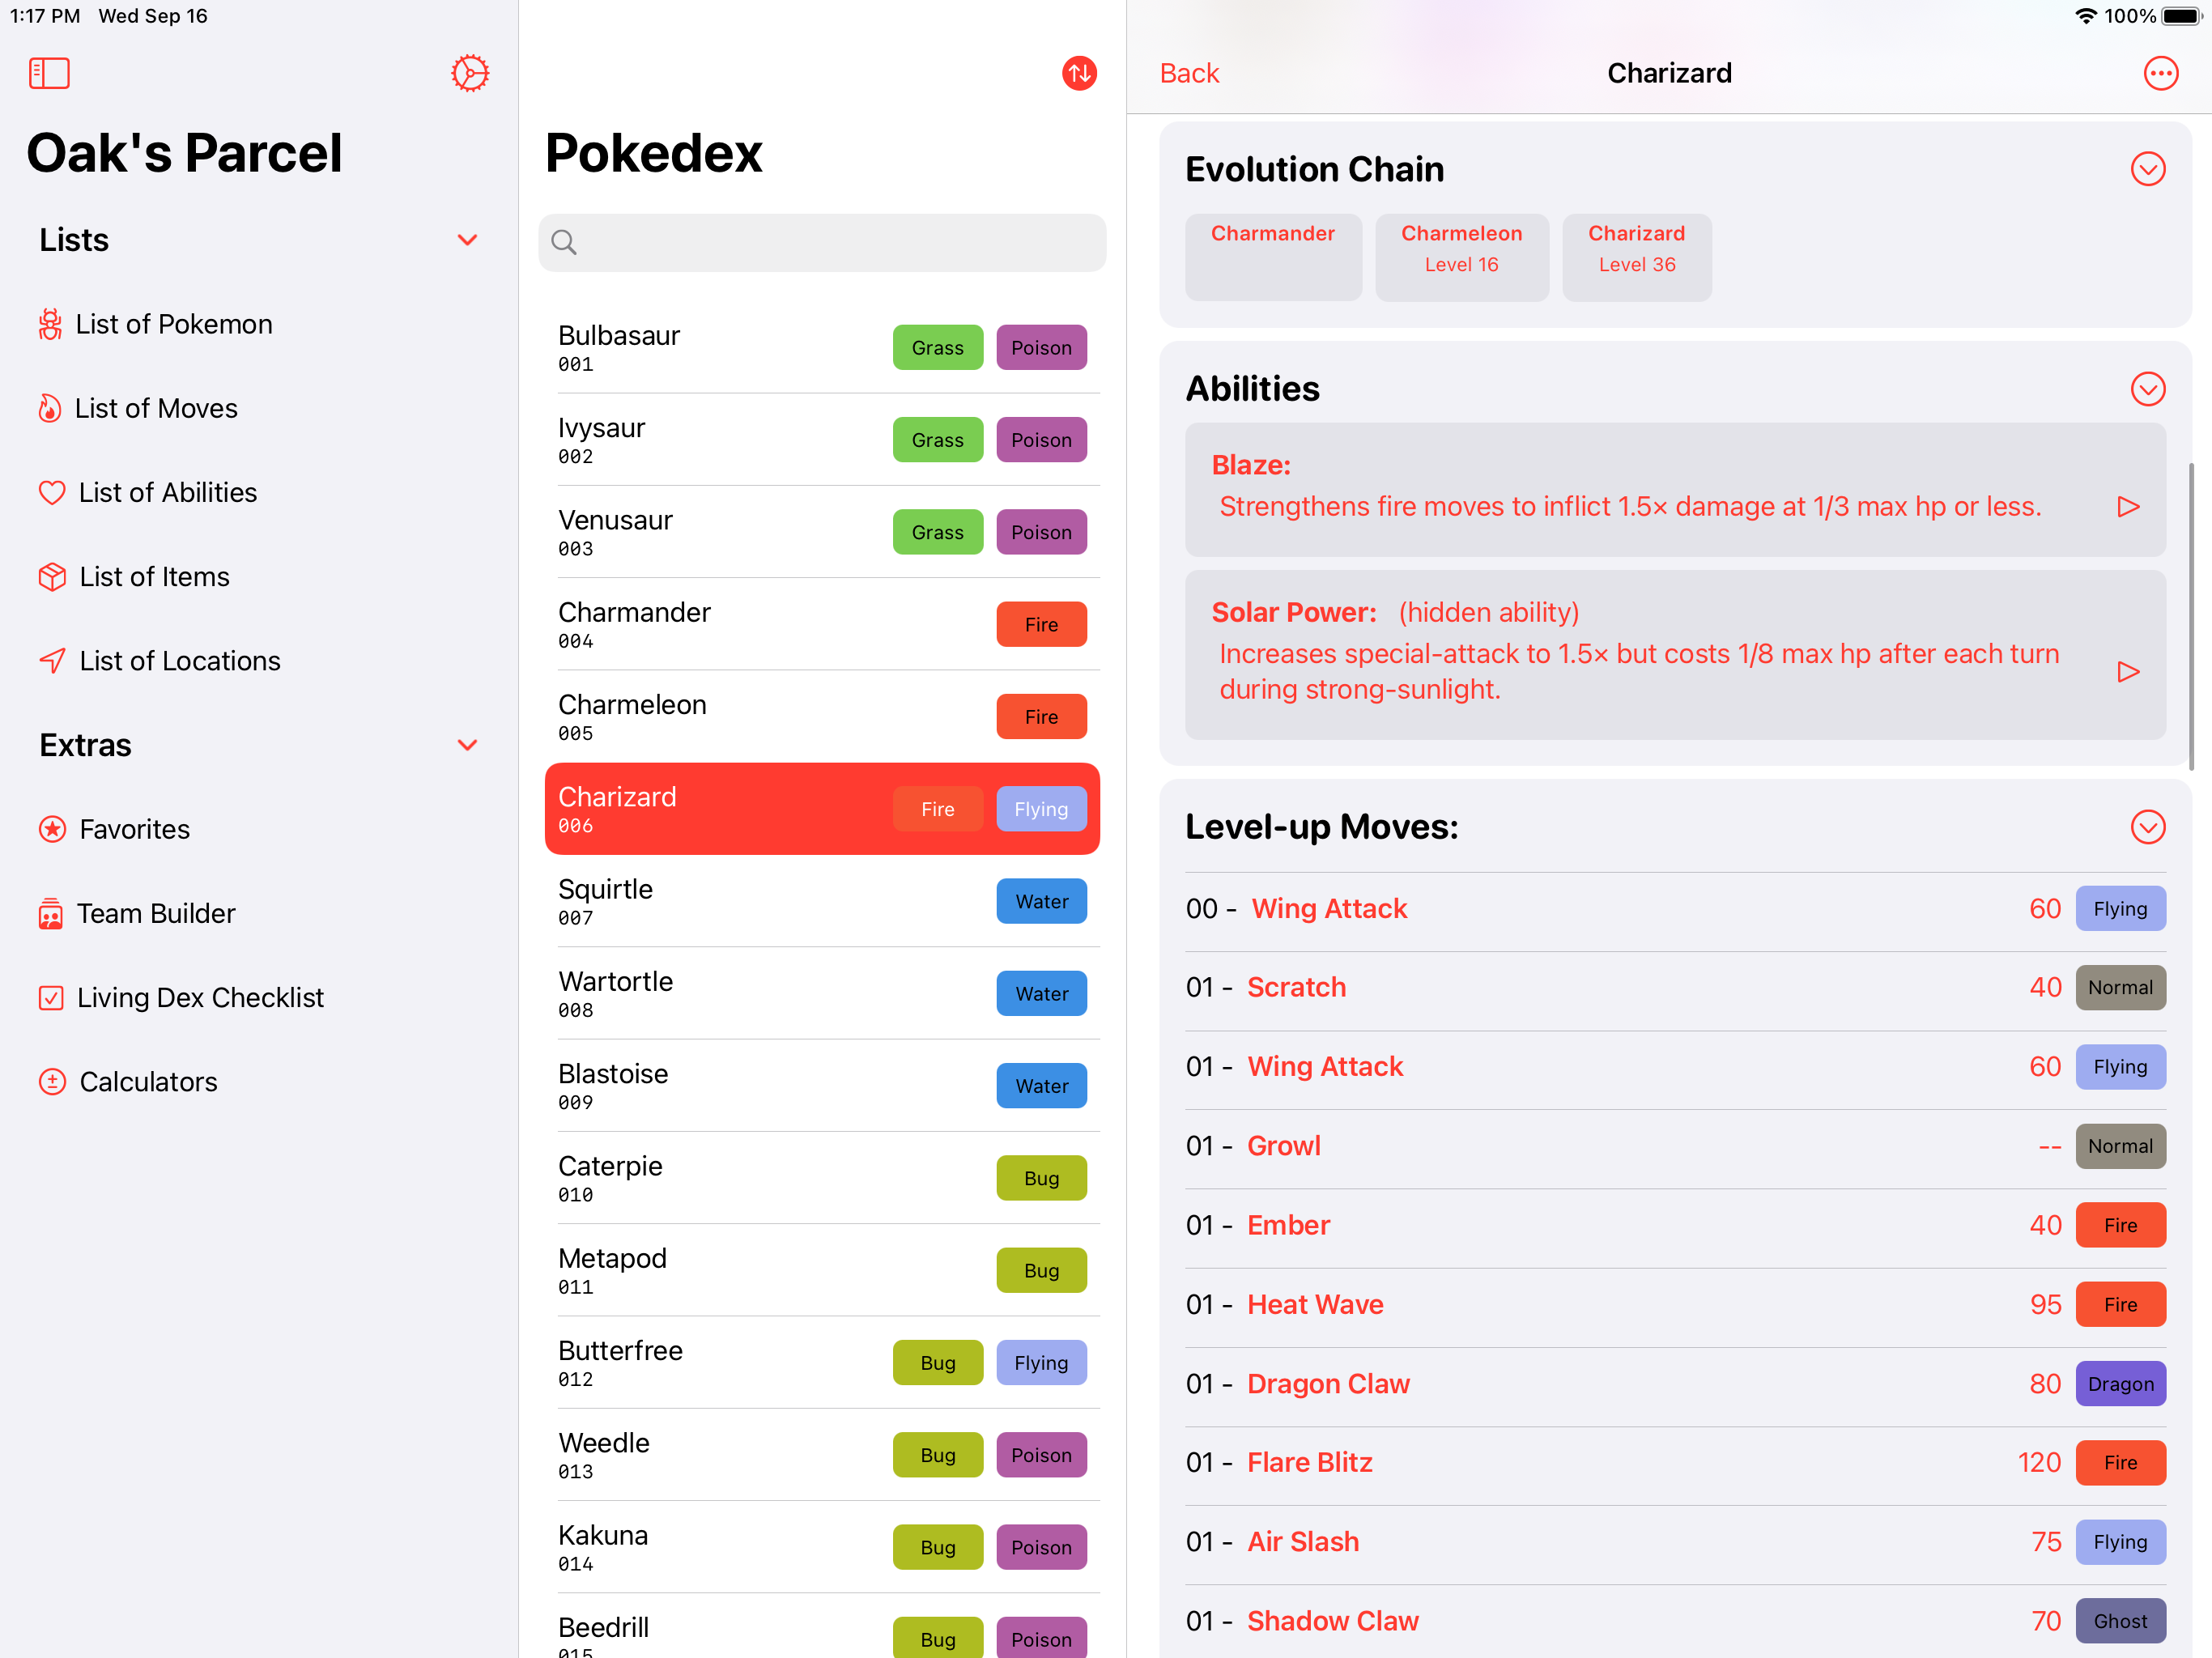 1:17 PM Wed Sep 16
100%
Oak's Parcel
Lists
List of Pokemon
List of Moves
List of Abilities
List of Items
List of Locations
Extras
Favorites
Team Builder
Living Dex Checklist
Calculators
Pokedex
Bulbasaur
001
Grass Poison
Ivysaur
002
Grass Poison
Venusaur
003
Grass Poison
Charmander
004
Fire
Charmeleon
005
Fire
Charizard
006
Fire Flying
Squirtle
007
Water
Wartortle
008
Water
Blastoise
009
Water
Caterpie
010
Bug
Metapod
011
Bug
Butterfree
012
Bug Flying
Weedle
013
Bug Poison
Kakuna
014
Bug Poison
Beedrill
015
Bug Poison
Back Charizard
Evolution Chain
Charmander
Charmeleon
Level 16
Charizard
Level 36
Abilities
Blaze:
Strengthens fire moves to inflict 1.5× damage at 1/3 max hp or less.
Solar Power: (hidden ability)
Increases special-attack to 1.5× but costs 1/8 max hp after each turn
during strong-sunlight.
Level-up Moves:
00 - Wing Attack 60 Flying
01 - Scratch 40 Normal
01 - Wing Attack 60 Flying
01 - Growl -- Normal
01 - Ember 40 Fire
01 - Heat Wave 95 Fire
01 - Dragon Claw 80 Dragon
01 - Flare Blitz 120 Fire
01 - Air Slash 75 Flying
01 - Shadow Claw 70 Ghost